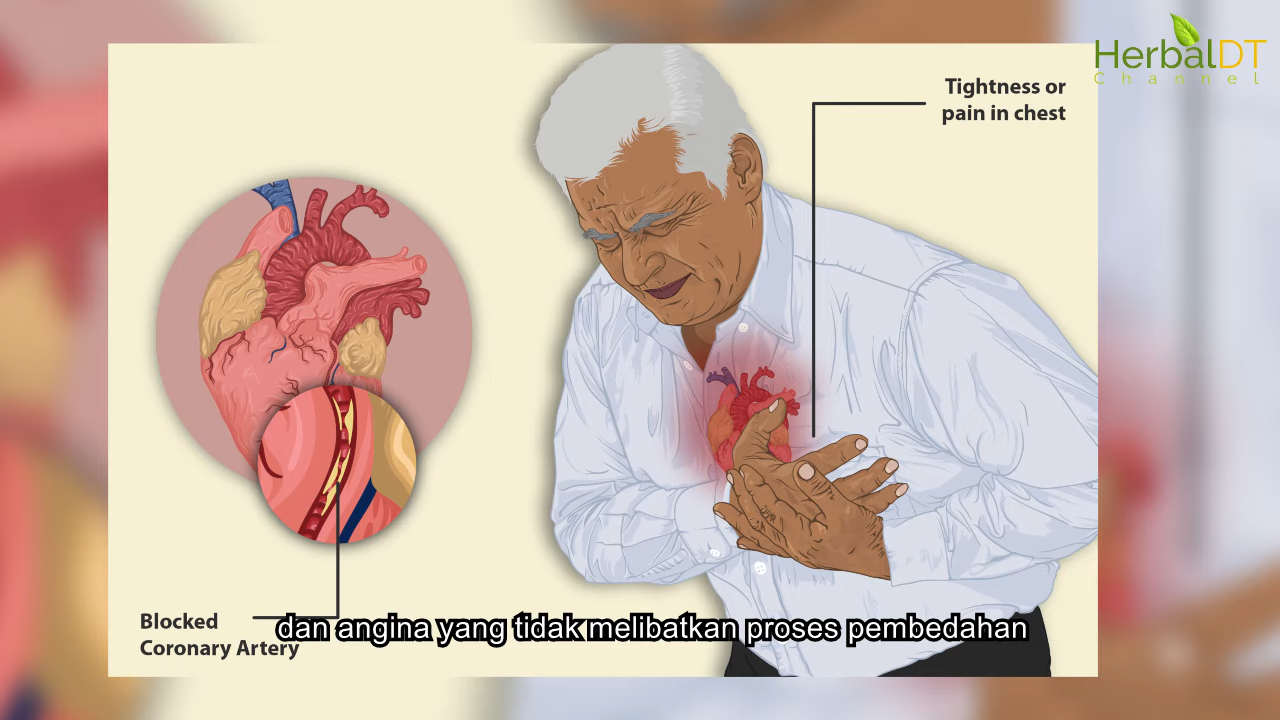 HerbalDT
Channel
Tightness or
pain in chest
Blocked
Coronary Artery
dan angina yang tidak melibatkan proses pembedahan